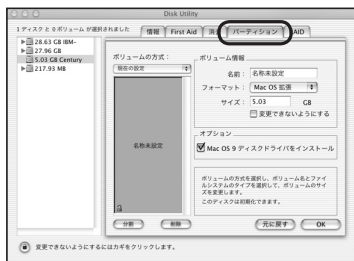 Disk Utility
1 ディスク と 0 ボリューム が選択されました
情報
First Aid
消去
パーティション
RAID
28.63 GB IBM-
27.96 GB
5.03 GB Century
217.93 MB
ボリュームの方式：
現在の設定
名称未設定
分割
削除
ボリューム情報
名前： 名称未設定
フォーマット： Mac OS 拡張
サイズ： 5.03 GB
変更できないようにする
オプション
Mac OS 9 ディスクドライバをインストール
ボリュームの方式を選択し、ボリューム名とファイ
ルシステムのタイプを選択して、ボリュームのサイ
ズを変更します。
このディスクは初期化できます。
元に戻す
OK
変更できないようにするにはカギをクリックします。